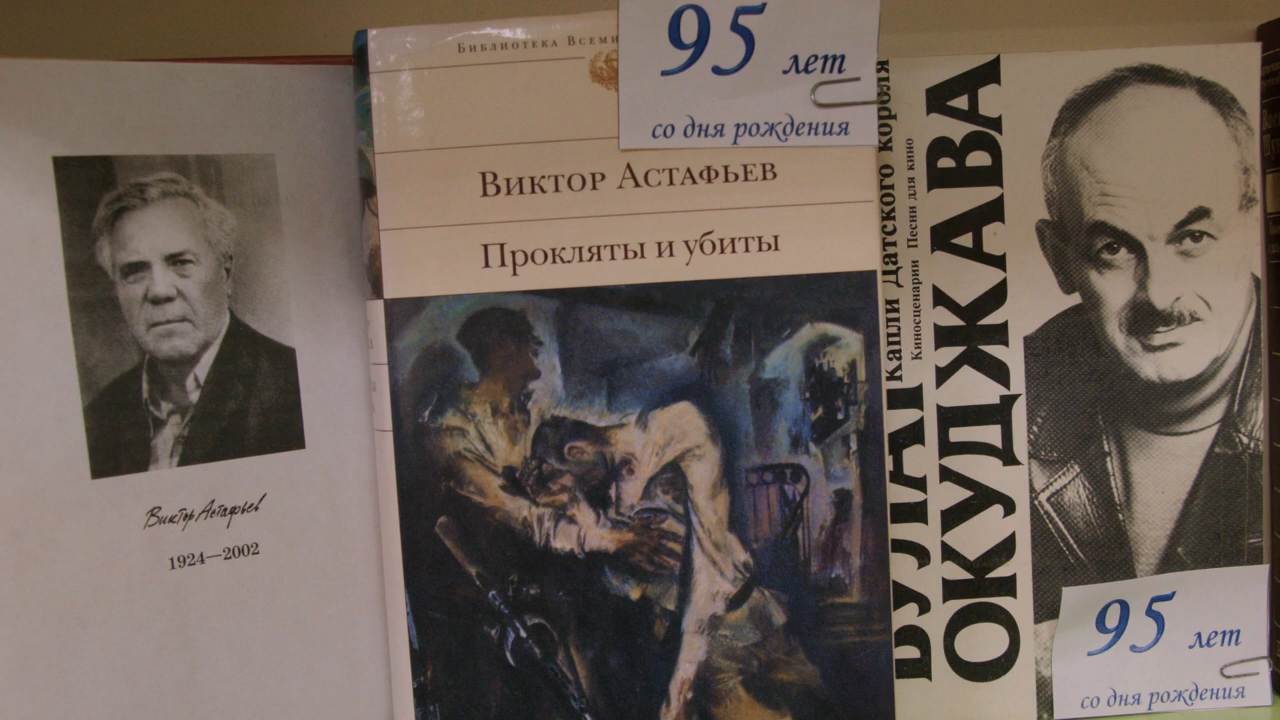 Виктор Астафьев
1924—2002
Библиотека
95 лет
со дня рождения
Виктор Астафьев
Прокляты и убиты
Капли Датского короля
Киносценарии Песни для кино
БУЛАТ
ОКУДЖАВА
95 лет
со дня рождения